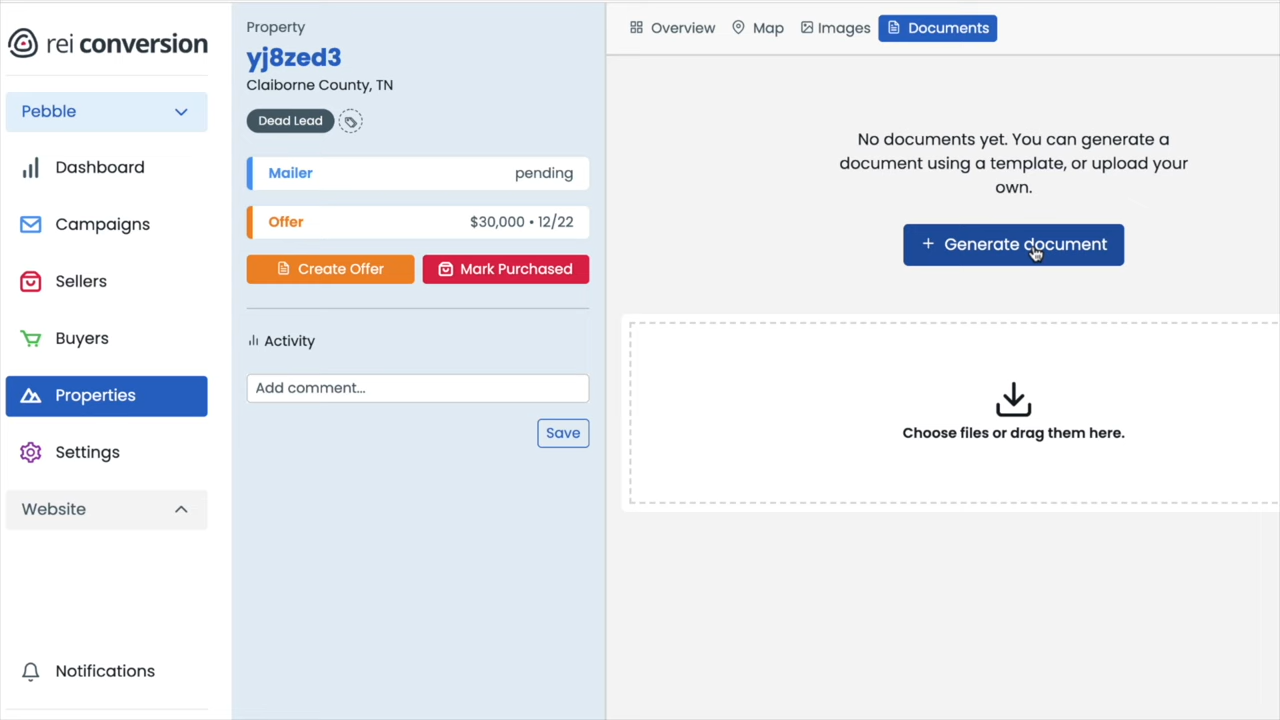 rei conversion
Pebble
Dashboard
Campaigns
Sellers
Buyers
Properties
Settings
Website
Notifications
Property
yj8zed3
Claiborne County, TN
Dead Lead
Mailer pending
Offer $30,000 • 12/22
Create Offer Mark Purchased
Activity
Add comment...
Save
Overview Map Images Documents
No documents yet. You can generate a
document using a template, or upload your
own.
+ Generate document
Choose files or drag them here.